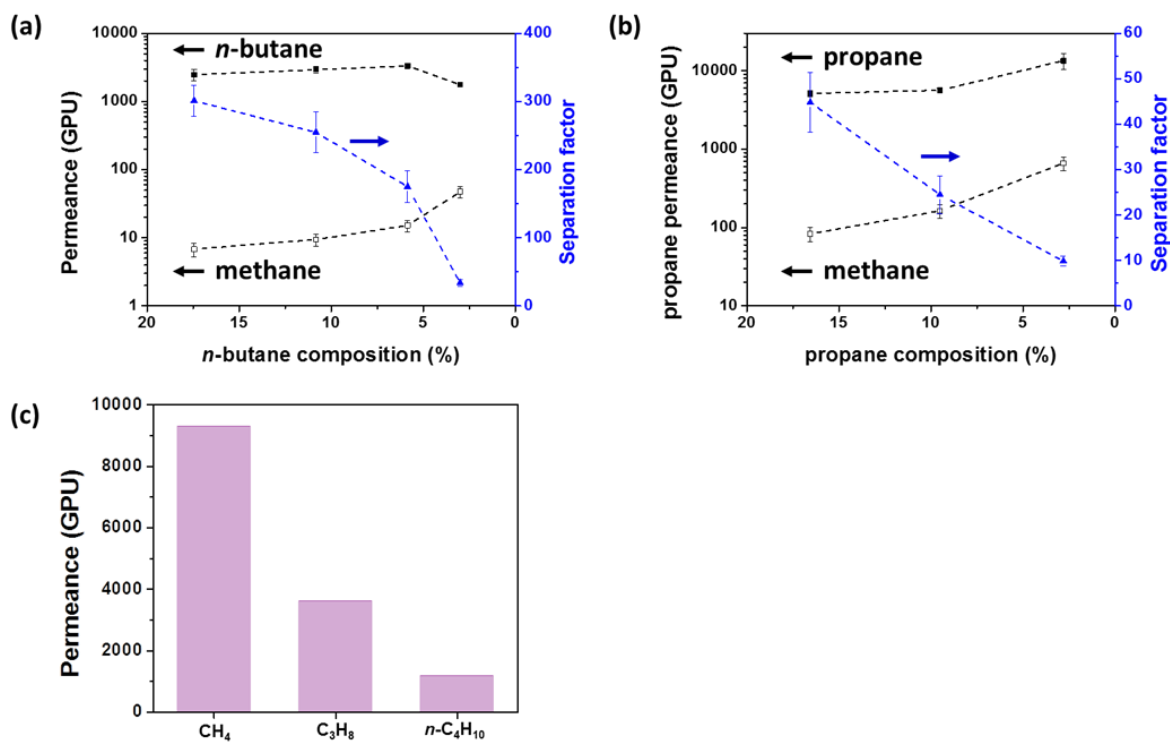 (a)
n-butane
methane
Permeance (GPU)
10000
1000
100
10
1
400
300
200
100
0
Separation factor
20
15
10
5
0
n-butane composition (%)
(b)
propane
methane
propane permeance (GPU)
10000
1000
100
10
60
50
40
30
20
10
0
Separation factor
20
15
10
5
0
propane composition (%)
(c)
Permeance (GPU)
10000
8000
6000
4000
2000
0
CH₄
C₃H₈
n-C₄H₁₀